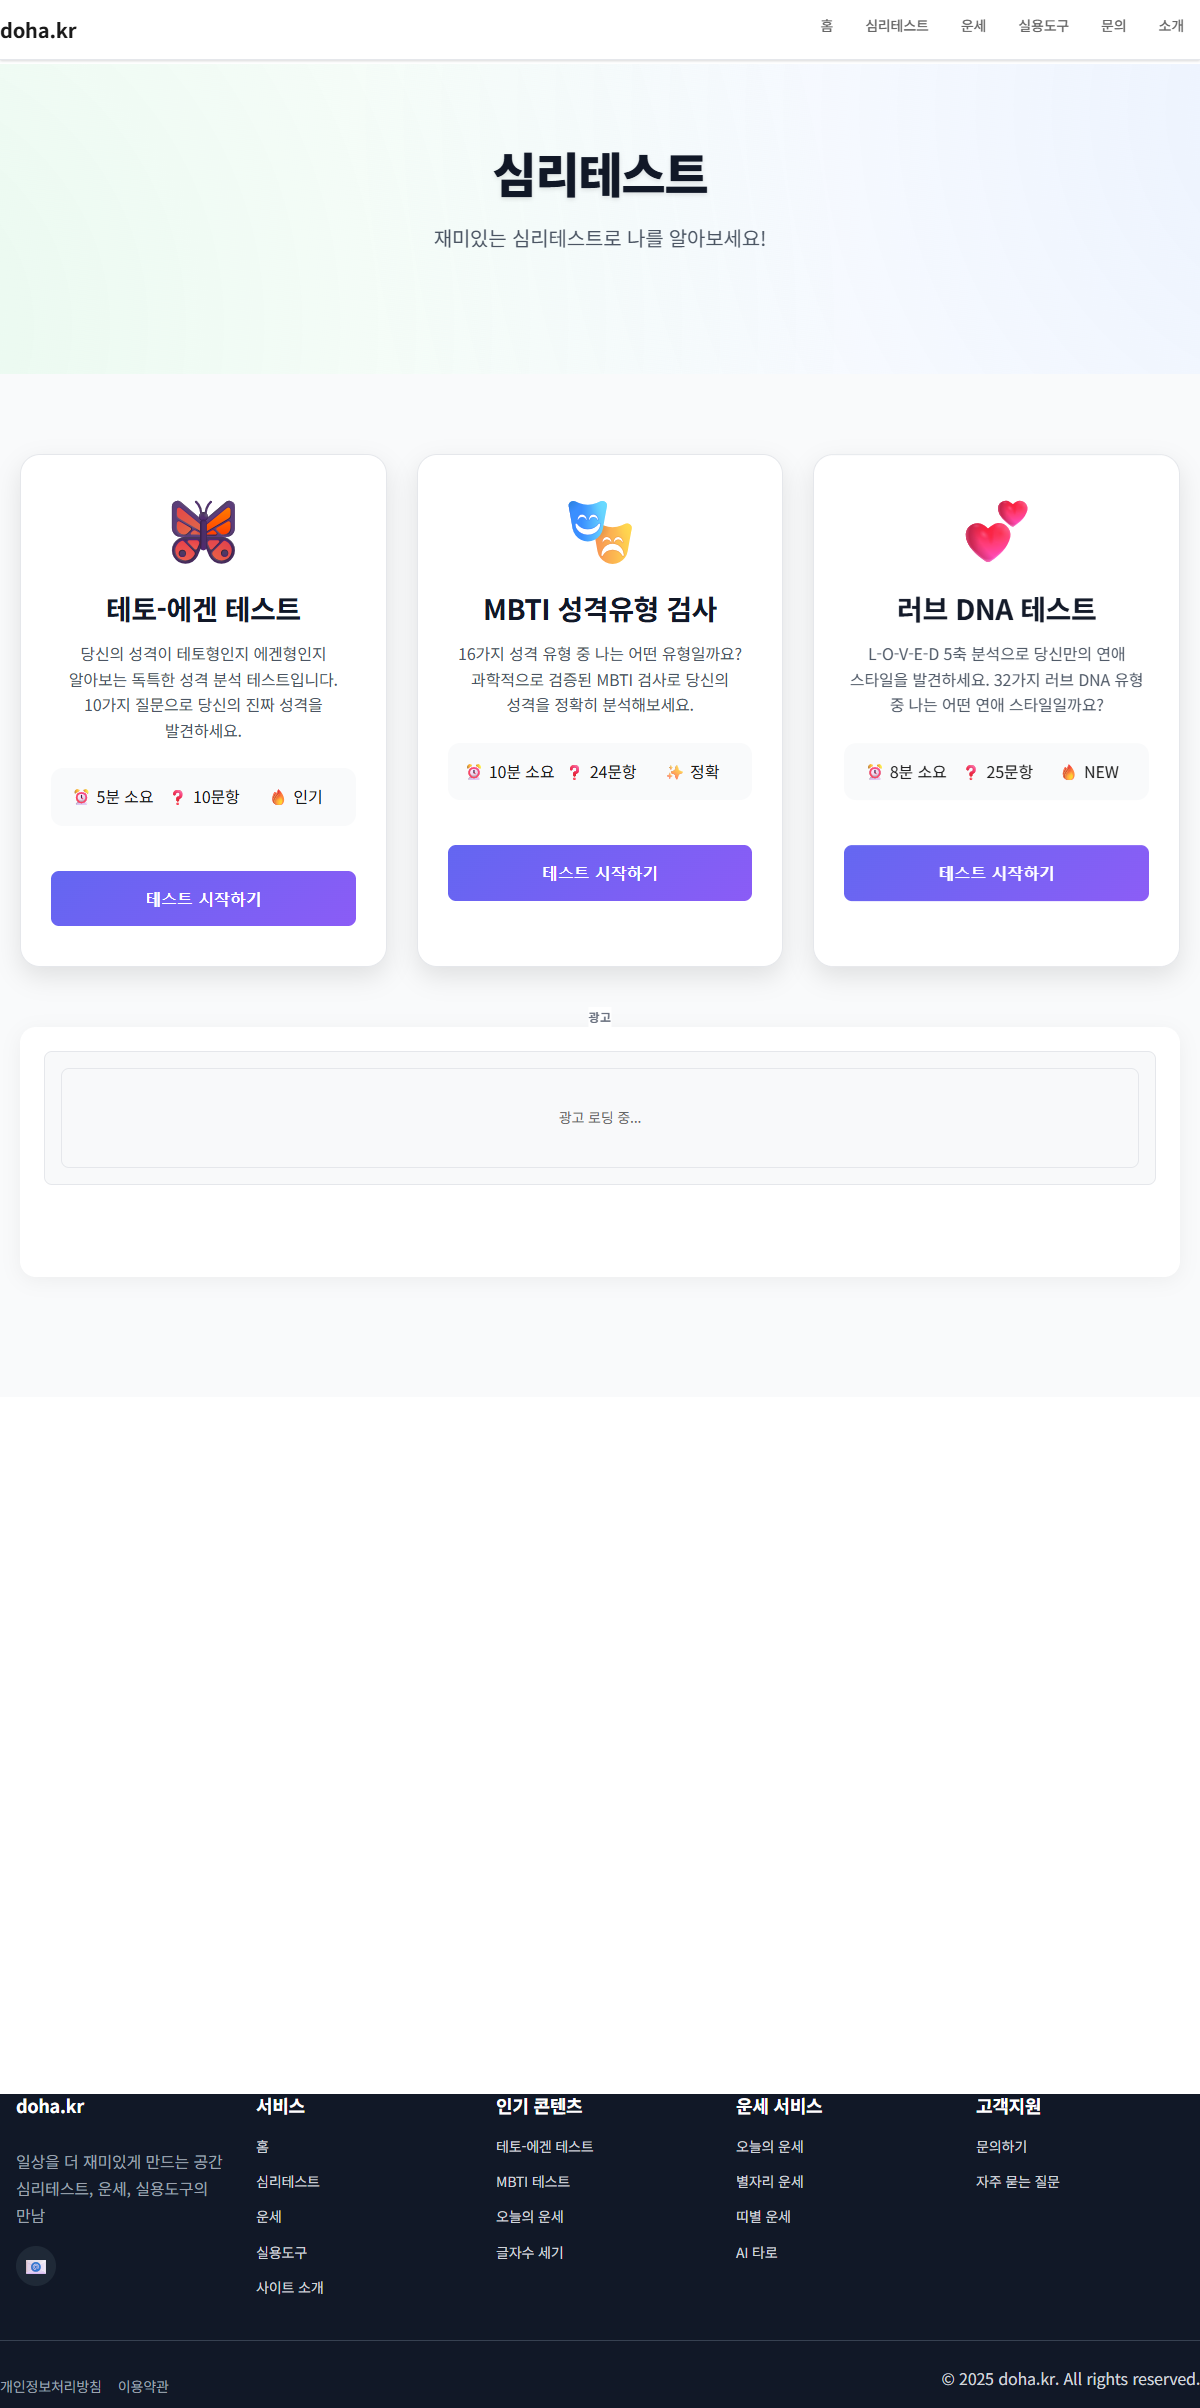 doha.kr
홈 심리테스트 운세 실용도구 문의 소개
심리테스트
재미있는 심리테스트로 나를 알아보세요!
테토-에겐 테스트
당신의 성격이 테토형인지 에겐형인지
알아보는 독특한 성격 분석 테스트입니다.
10가지 질문으로 당신의 진짜 성격을
발견하세요.
5분 소요 10문항 인기
테스트 시작하기
MBTI 성격유형 검사
16가지 성격 유형 중 나는 어떤 유형일까요?
과학적으로 검증된 MBTI 검사로 당신의
성격을 정확히 분석해보세요.
10분 소요 24문항 정확
테스트 시작하기
러브 DNA 테스트
L-O-V-E-D 5축 분석으로 당신만의 연애
스타일을 발견하세요. 32가지 러브 DNA 유형
중 나는 어떤 연애 스타일일까요?
8분 소요 25문항 NEW
테스트 시작하기
광고
광고 로딩 중...
doha.kr
일상을 더 재미있게 만드는 공간
심리테스트, 운세, 실용도구의
만남
서비스
홈
심리테스트
운세
실용도구
사이트 소개
인기 콘텐츠
테토-에겐 테스트
MBTI 테스트
오늘의 운세
글자수 세기
운세 서비스
오늘의 운세
별자리 운세
띠별 운세
AI 타로
고객지원
문의하기
자주 묻는 질문
개인정보처리방침 이용약관
© 2025 doha.kr. All rights reserved.